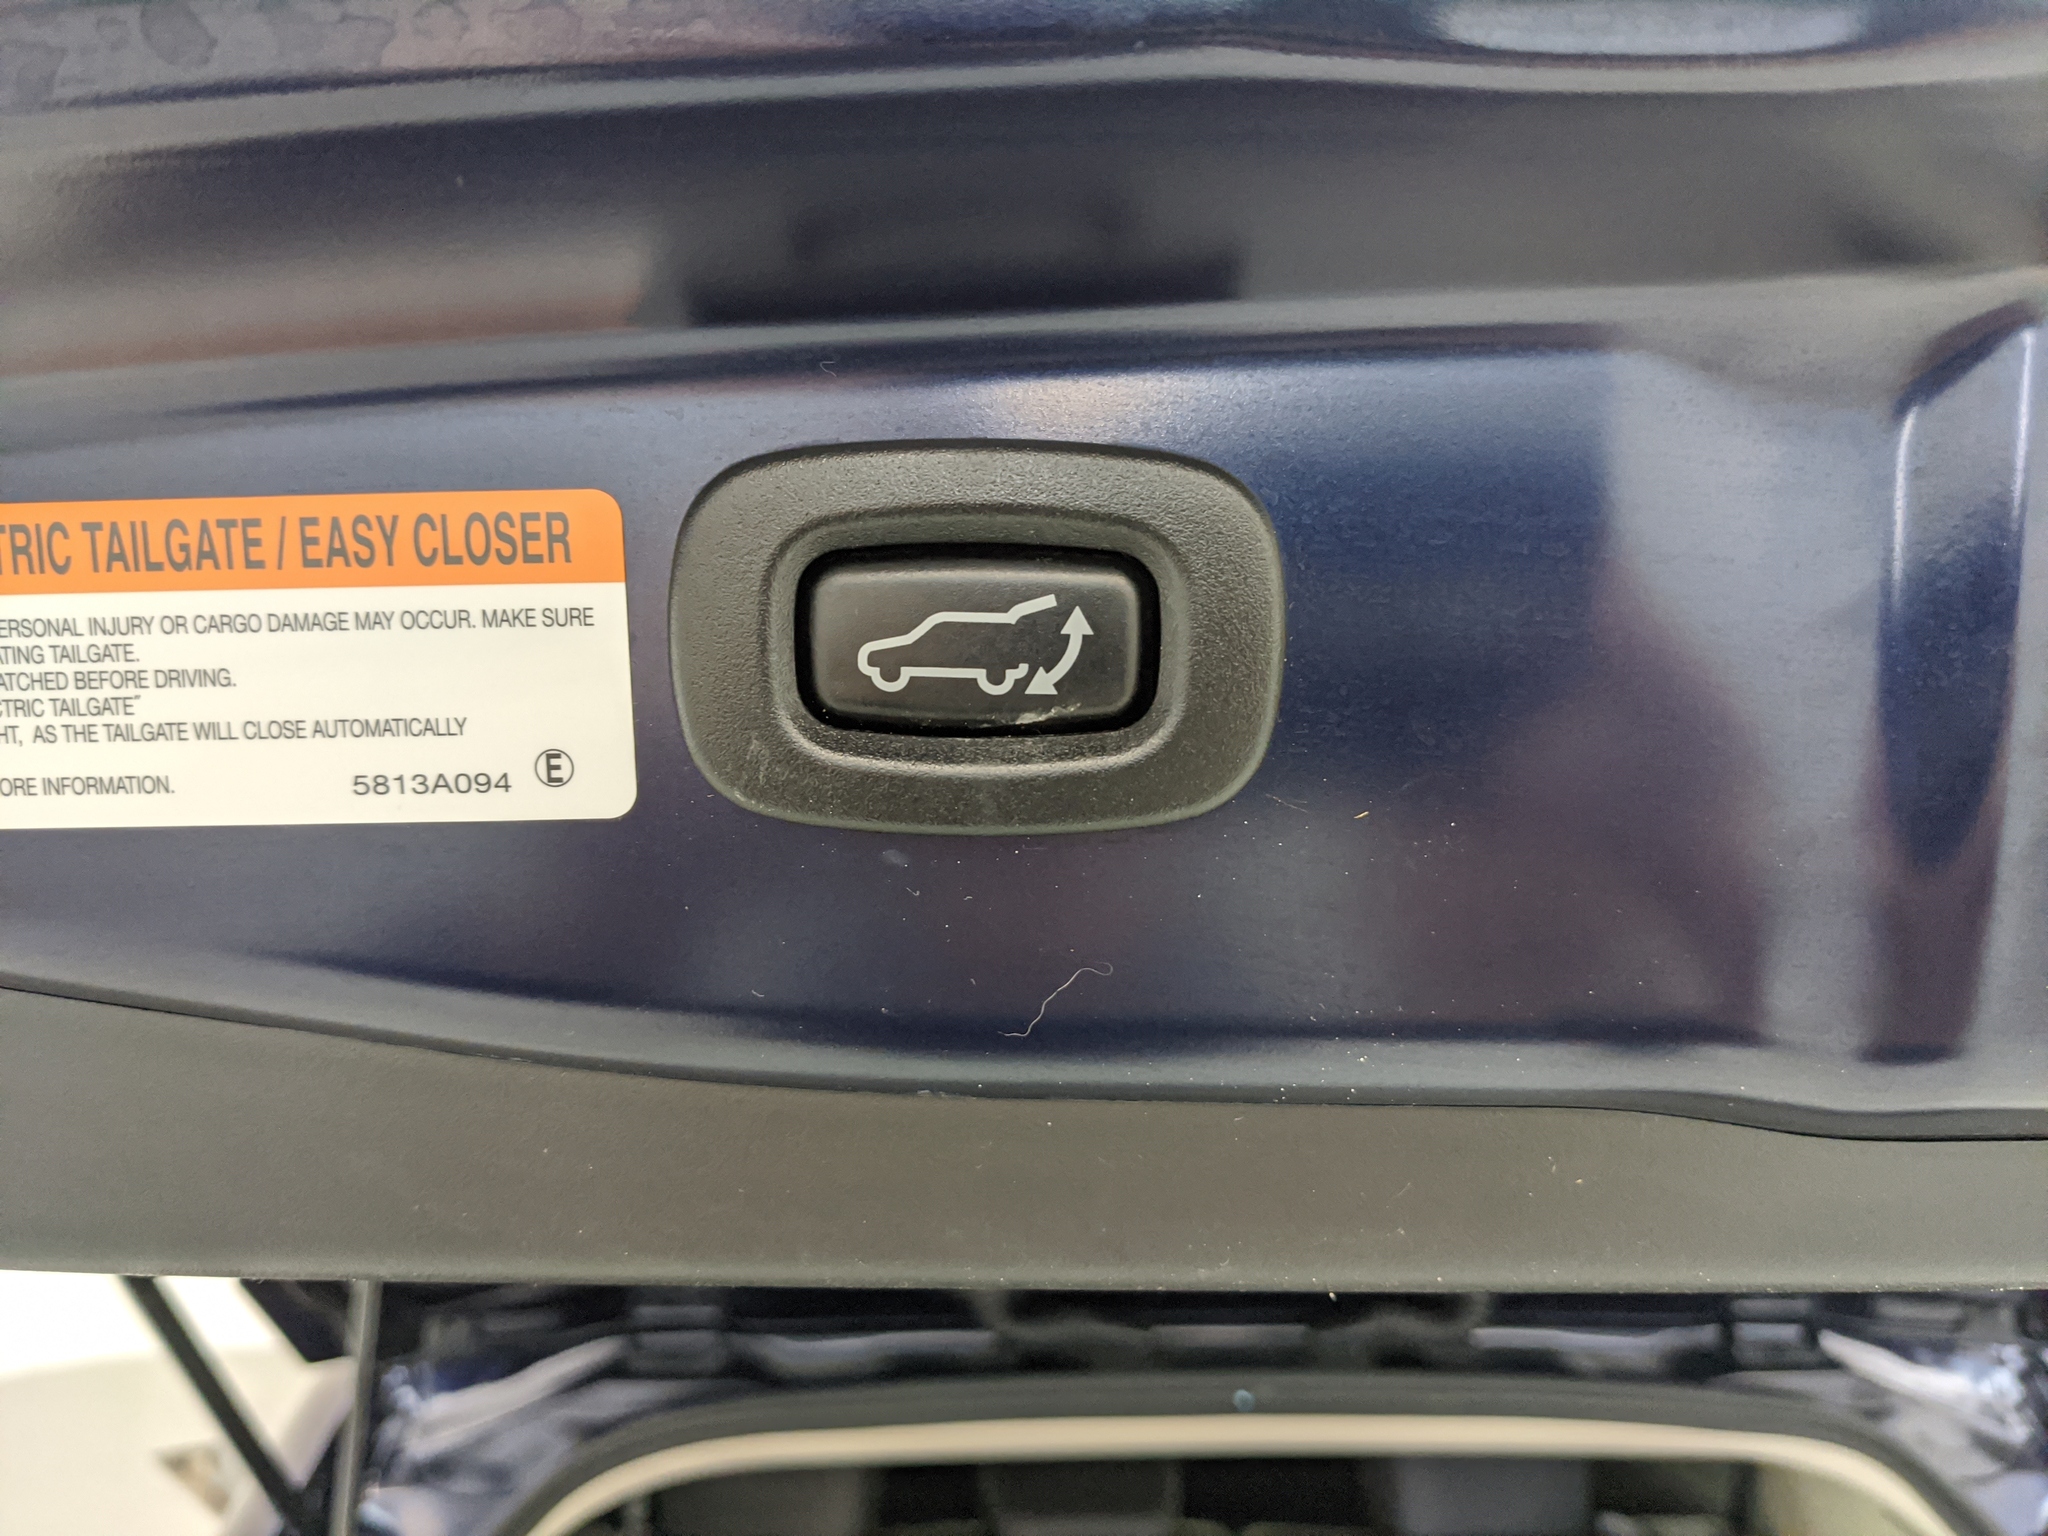 TRIC TAILGATE / EASY CLOSER
ERSONAL INJURY OR CARGO DAMAGE MAY OCCUR. MAKE SURE
ATING TAILGATE.
ATCHED BEFORE DRIVING.
CTRIC TAILGATE"
HT, AS THE TAILGATE WILL CLOSE AUTOMATICALLY
ORE INFORMATION. 5813A094 E